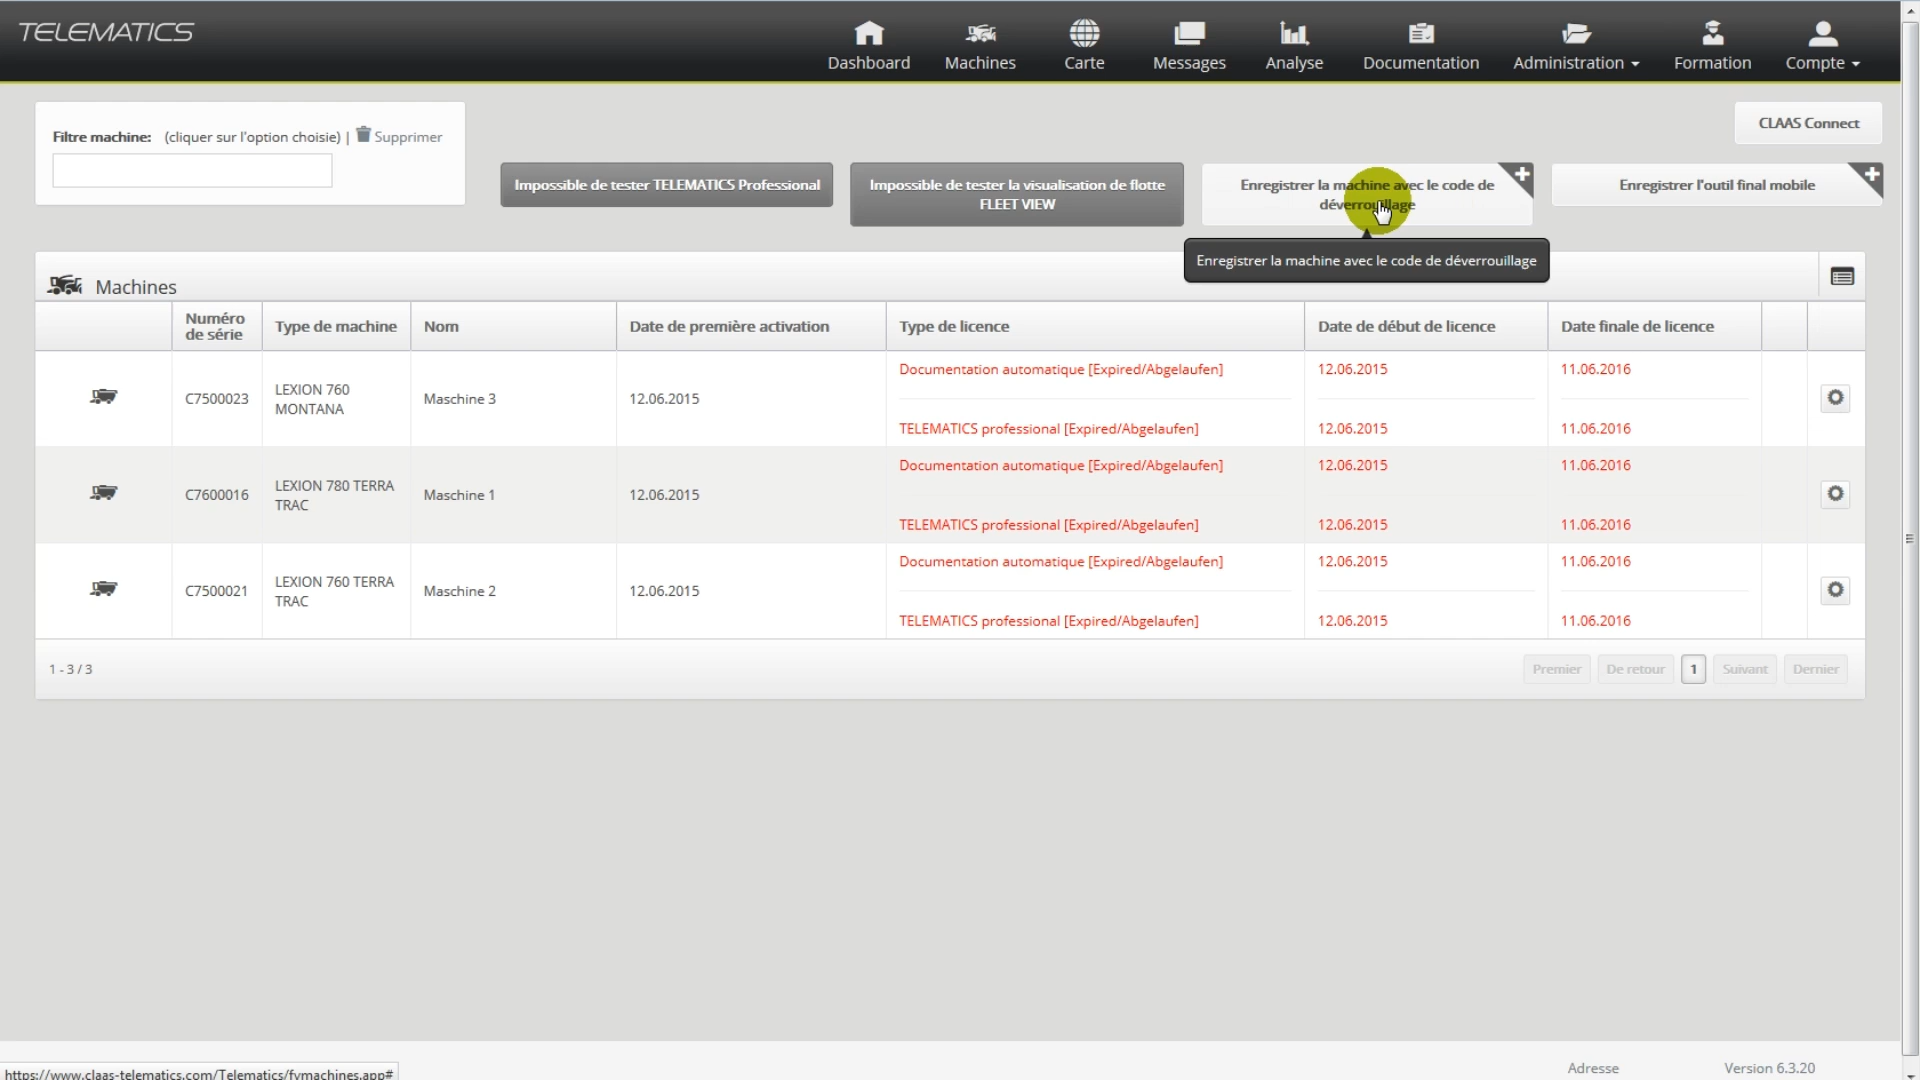 TELEMATICS
Dashboard
Machines
Carte
Messages
Analyse
Documentation
Administration
Formation
Compte
Filtre machine: (cliquer sur l'option choisie) | Supprimer
CLAAS Connect
Impossible de tester TELEMATICS Professional
Impossible de tester la visualisation de flotte
FLEET VIEW
Enregistrer la machine avec le code de
déverrouillage
Enregistrer l'outil final mobile
Enregistrer la machine avec le code de déverrouillage
Machines
Numéro
de série
Type de machine
Nom
Date de première activation
Type de licence
Date de début de licence
Date finale de licence
C7500023
LEXION 760
MONTANA
Maschine 3
12.06.2015
Documentation automatique [Expired/Abgelaufen]
12.06.2015
11.06.2016
TELEMATICS professional [Expired/Abgelaufen]
12.06.2015
11.06.2016
C7600016
LEXION 780 TERRA
TRAC
Maschine 1
12.06.2015
Documentation automatique [Expired/Abgelaufen]
12.06.2015
11.06.2016
TELEMATICS professional [Expired/Abgelaufen]
12.06.2015
11.06.2016
C7500021
LEXION 760 TERRA
TRAC
Maschine 2
12.06.2015
Documentation automatique [Expired/Abgelaufen]
12.06.2015
11.06.2016
TELEMATICS professional [Expired/Abgelaufen]
12.06.2015
11.06.2016
1 - 3 / 3
Premier
De retour
1
Suivant
Dernier
Adresse
Version 6.3.20
https://www.claas-telematics.com/Telematics/fvmachines.app#